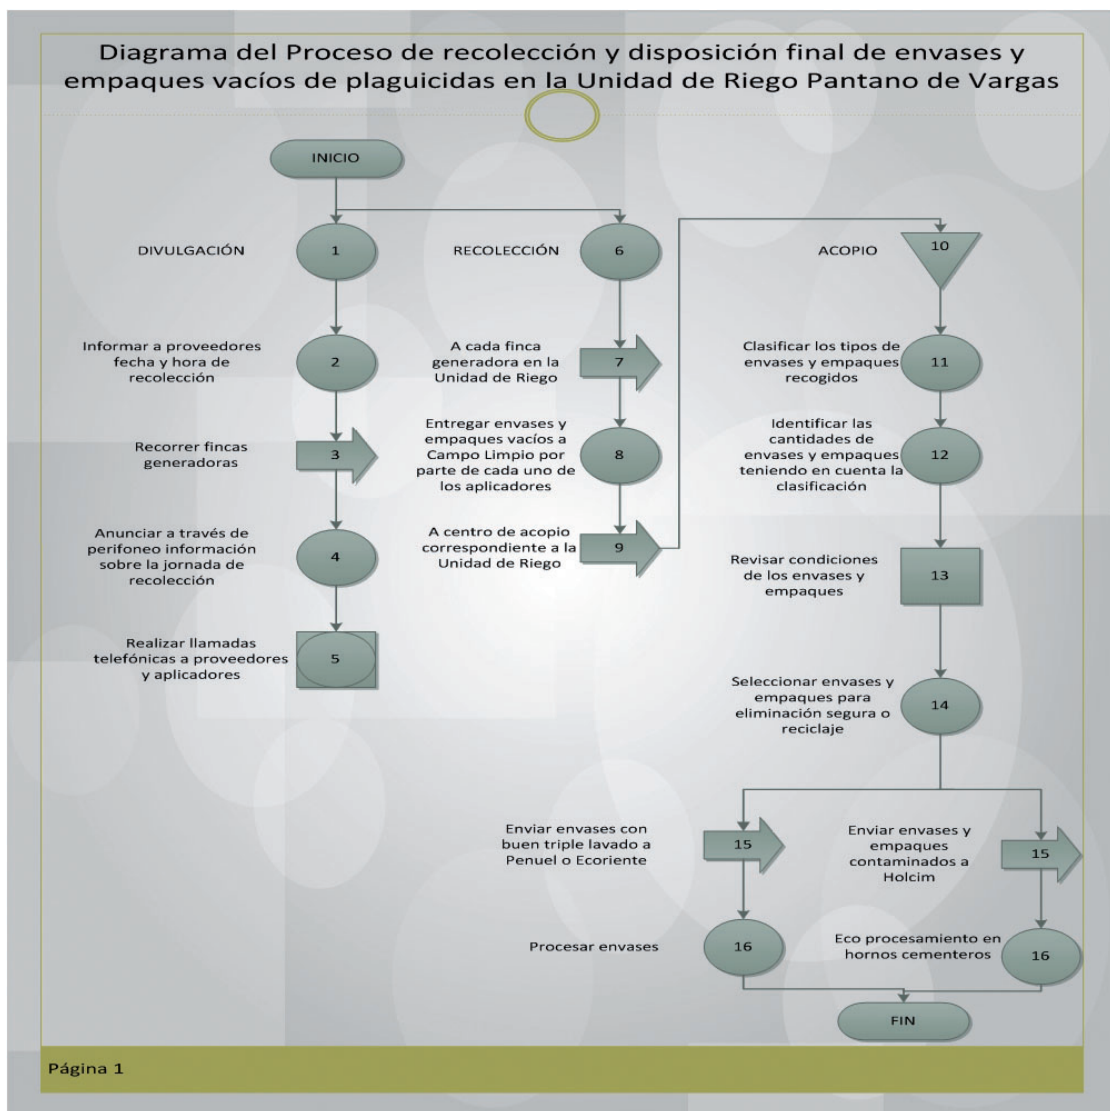 Diagrama del Proceso de recolección y disposición final de envases y
empaques vacíos de plaguicidas en la Unidad de Riego Pantano de Vargas
INICIO
DIVULGACIÓN
1
Informar a proveedores
fecha y hora de
recolección
2
Recorrer fincas
generadoras
3
Anunciar a través de
perifoneo información
sobre la jornada de
recolección
4
Realizar llamadas
telefónicas a proveedores
y aplicadores
5
RECOLECCIÓN
6
A cada finca
generadora en la
Unidad de Riego
7
Entregar envases y
empaques vacíos a
Campo Limpio por
parte de cada uno de
los aplicadores
8
A centro de acopio
correspondiente a la
Unidad de Riego
9
ACOPIO
10
Clasificar los tipos de
envases y empaques
recogidos
11
Identificar las
cantidades de
envases y empaques
teniendo en cuenta la
clasificación
12
Revisar condiciones
de los envases y
empaques
13
Seleccionar envases y
empaques para
eliminación segura o
reciclaje
14
Enviar envases con
buen triple lavado a
Penuel o Ecoriente
15
Procesar envases
16
Enviar envases y
empaques
contaminados a
Holcim
15
Eco procesamiento en
hornos cementeros
16
FIN
Página 1